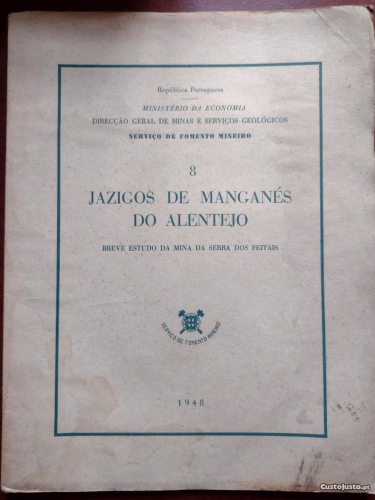 República Portuguesa
MINISTÉRIO DA ECONOMIA
DIRECÇÃO GERAL DE MINAS E SERVIÇOS GEOLÓGICOS
SERVIÇO DE FOMENTO MINEIRO
8
JAZIGOS DE MANGANÉS
DO ALENTEJO
BREVE ESTUDO DA MINA DA SERRA DOS FEITAIS
SERVIÇO DE FOMENTO MINEIRO
1948
CustoJusto.pt